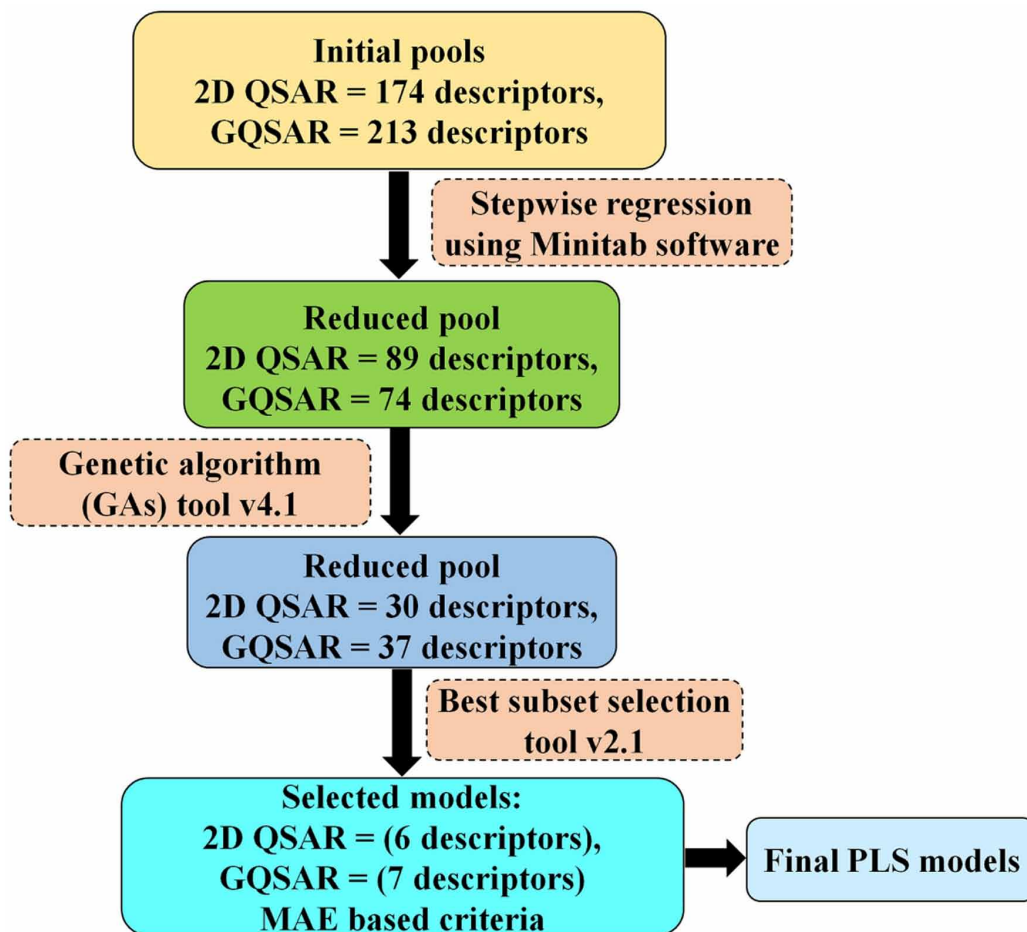 Initial pools
2D QSAR = 174 descriptors,
GQSAR = 213 descriptors
Stepwise regression
using Minitab software
Reduced pool
2D QSAR = 89 descriptors,
GQSAR = 74 descriptors
Genetic algorithm
(GAs) tool v4.1
Reduced pool
2D QSAR = 30 descriptors,
GQSAR = 37 descriptors
Best subset selection
tool v2.1
Selected models:
2D QSAR = (6 descriptors),
GQSAR = (7 descriptors)
MAE based criteria
Final PLS models